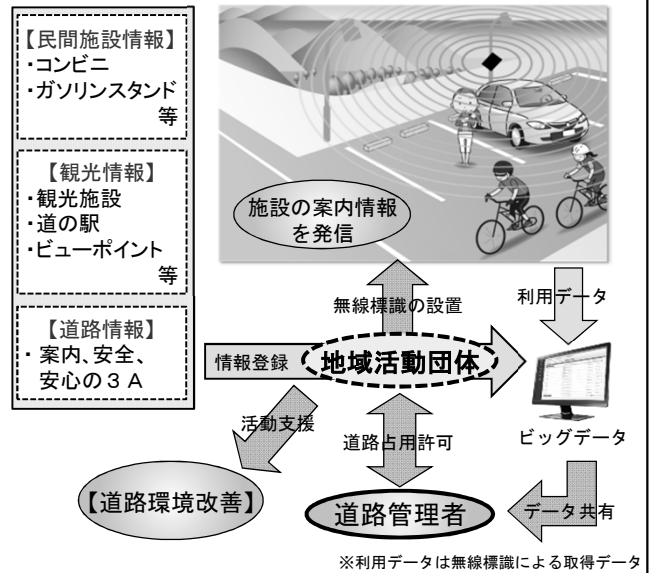 【民間施設情報】
・コンビニ
・ガソリンスタンド
等
【観光情報】
・観光施設
・道の駅
・ビューポイント
等
【道路情報】
・案内、安全、
安心の3A
施設の案内情報
を発信
無線標識の設置
利用データ
情報登録
地域活動団体
活動支援
道路占用許可
ビッグデータ
【道路環境改善】
道路管理者
データ共有
※利用データは無線標識による取得データ